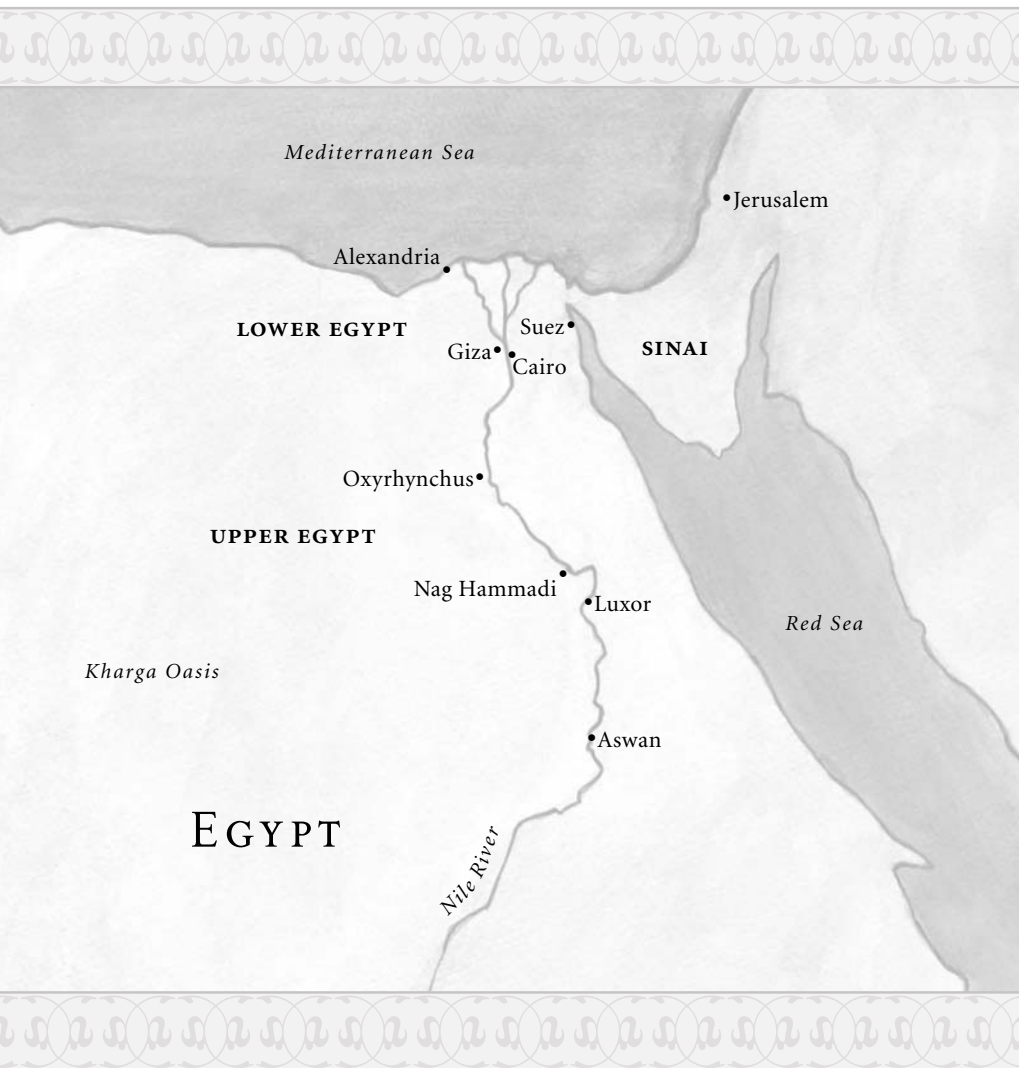 Mediterranean Sea
Jerusalem
Alexandria
LOWER EGYPT
Suez
SINAI
Giza
Cairo
Oxyrhynchus
UPPER EGYPT
Nag Hammadi
Luxor
Red Sea
Kharga Oasis
Aswan
EGYPT
Nile River